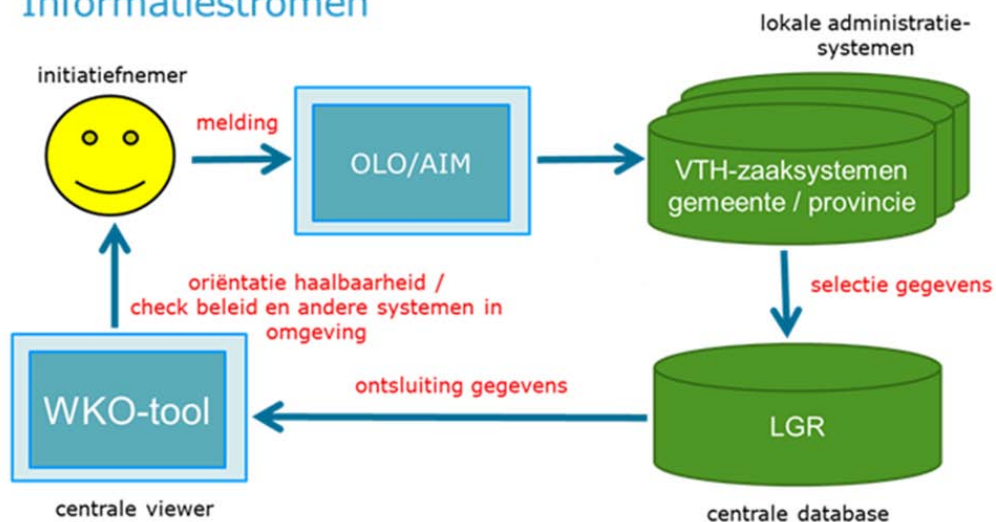 Informatiestromen
lokale administratie-
systemen
initiatiefnemer
melding
OLO/AIM
VTH-zaaksystemen
gemeente / provincie
oriëntatie haalbaarheid /
check beleid en andere systemen in
omgeving
selectie gegevens
WKO-tool
ontsluiting gegevens
LGR
centrale viewer
centrale database